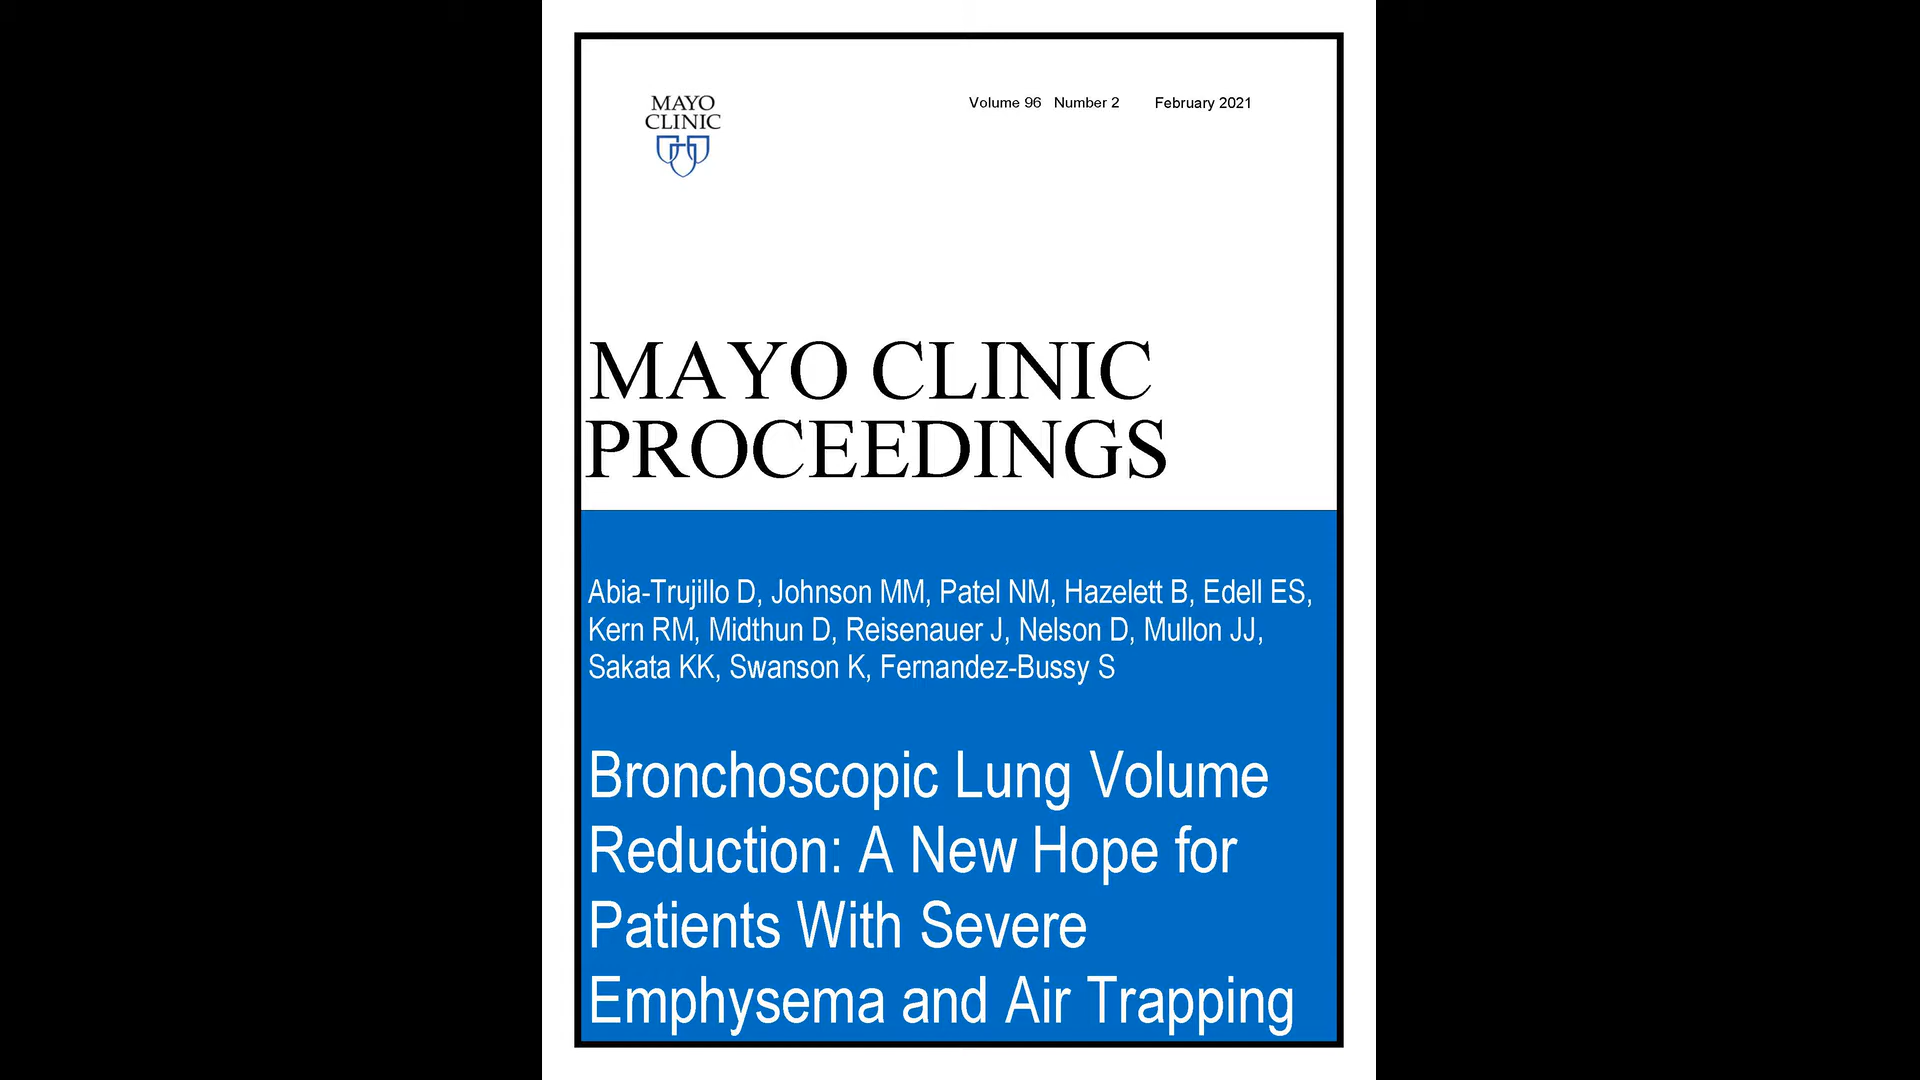 MAYO
CLINIC
Volume 96 Number 2 February 2021
MAYO CLINIC
PROCEEDINGS
Abia-Trujillo D, Johnson MM, Patel NM, Hazelett B, Edell ES,
Kern RM, Midthun D, Reisenauer J, Nelson D, Mullon JJ,
Sakata KK, Swanson K, Fernandez-Bussy S
Bronchoscopic Lung Volume
Reduction: A New Hope for
Patients With Severe
Emphysema and Air Trapping